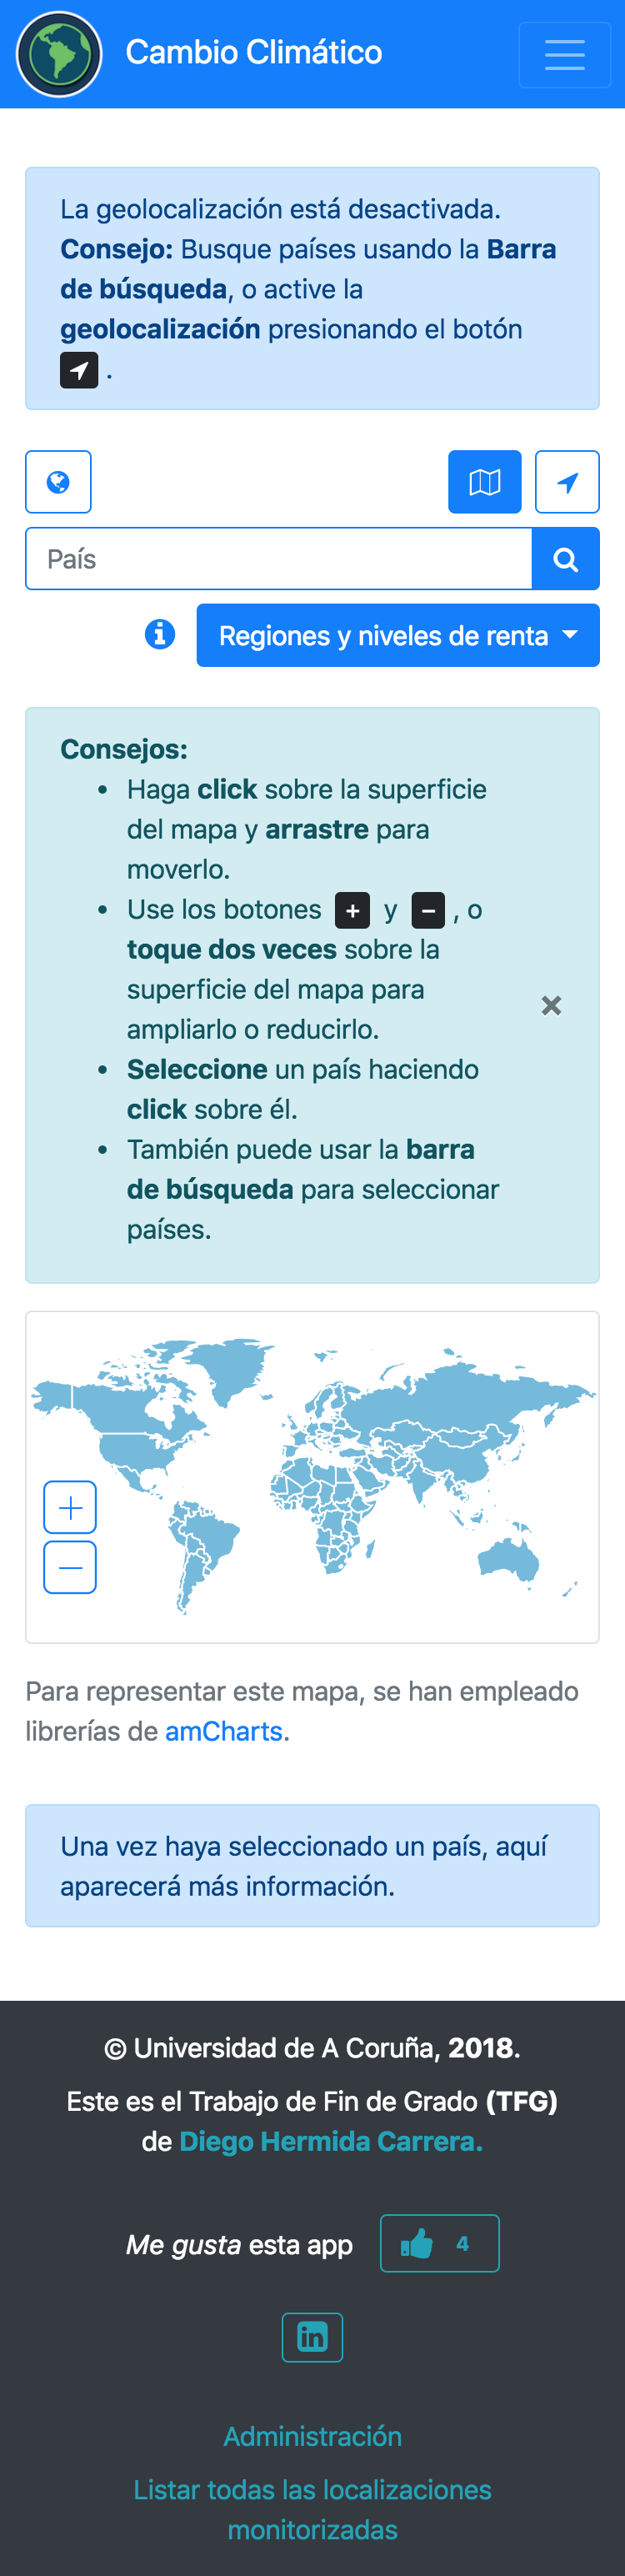 Cambio Climático
La geolocalización está desactivada.
Consejo: Busque países usando la Barra
de búsqueda, o active la
geolocalización presionando el botón
.
País
Regiones y niveles de renta
Consejos:
• Haga click sobre la superficie
del mapa y arrastre para
moverlo.
• Use los botones + y − , o
toque dos veces sobre la
superficie del mapa para
ampliarlo o reducirlo.
• Seleccione un país haciendo
click sobre él.
• También puede usar la barra
de búsqueda para seleccionar
países.
Para representar este mapa, se han empleado
librerías de amCharts.
Una vez haya seleccionado un país, aquí
aparecerá más información.
© Universidad de A Coruña, 2018.
Este es el Trabajo de Fin de Grado (TFG)
de Diego Hermida Carrera.
Me gusta esta app 4
Administración
Listar todas las localizaciones
monitorizadas